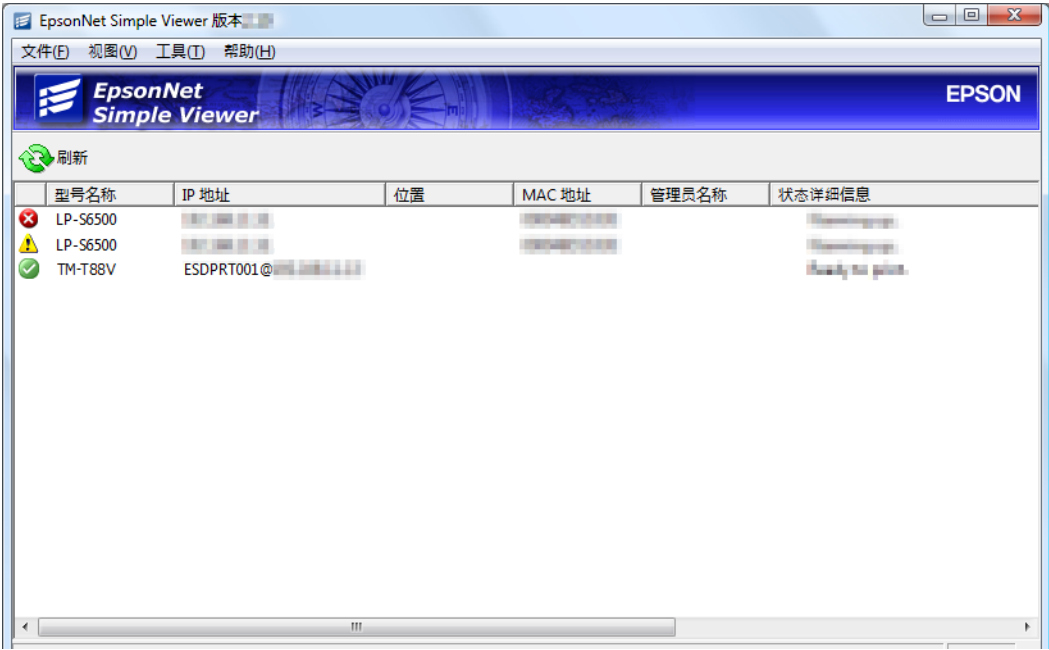 EpsonNet Simple Viewer 版本
文件(F) 视图(V) 工具(T) 帮助(H)
EpsonNet
Simple Viewer
EPSON
刷新
型号名称 IP 地址 位置 MAC 地址 管理员名称 状态详细信息
LP-S6500
LP-S6500
TM-T88V ESDPRT001@